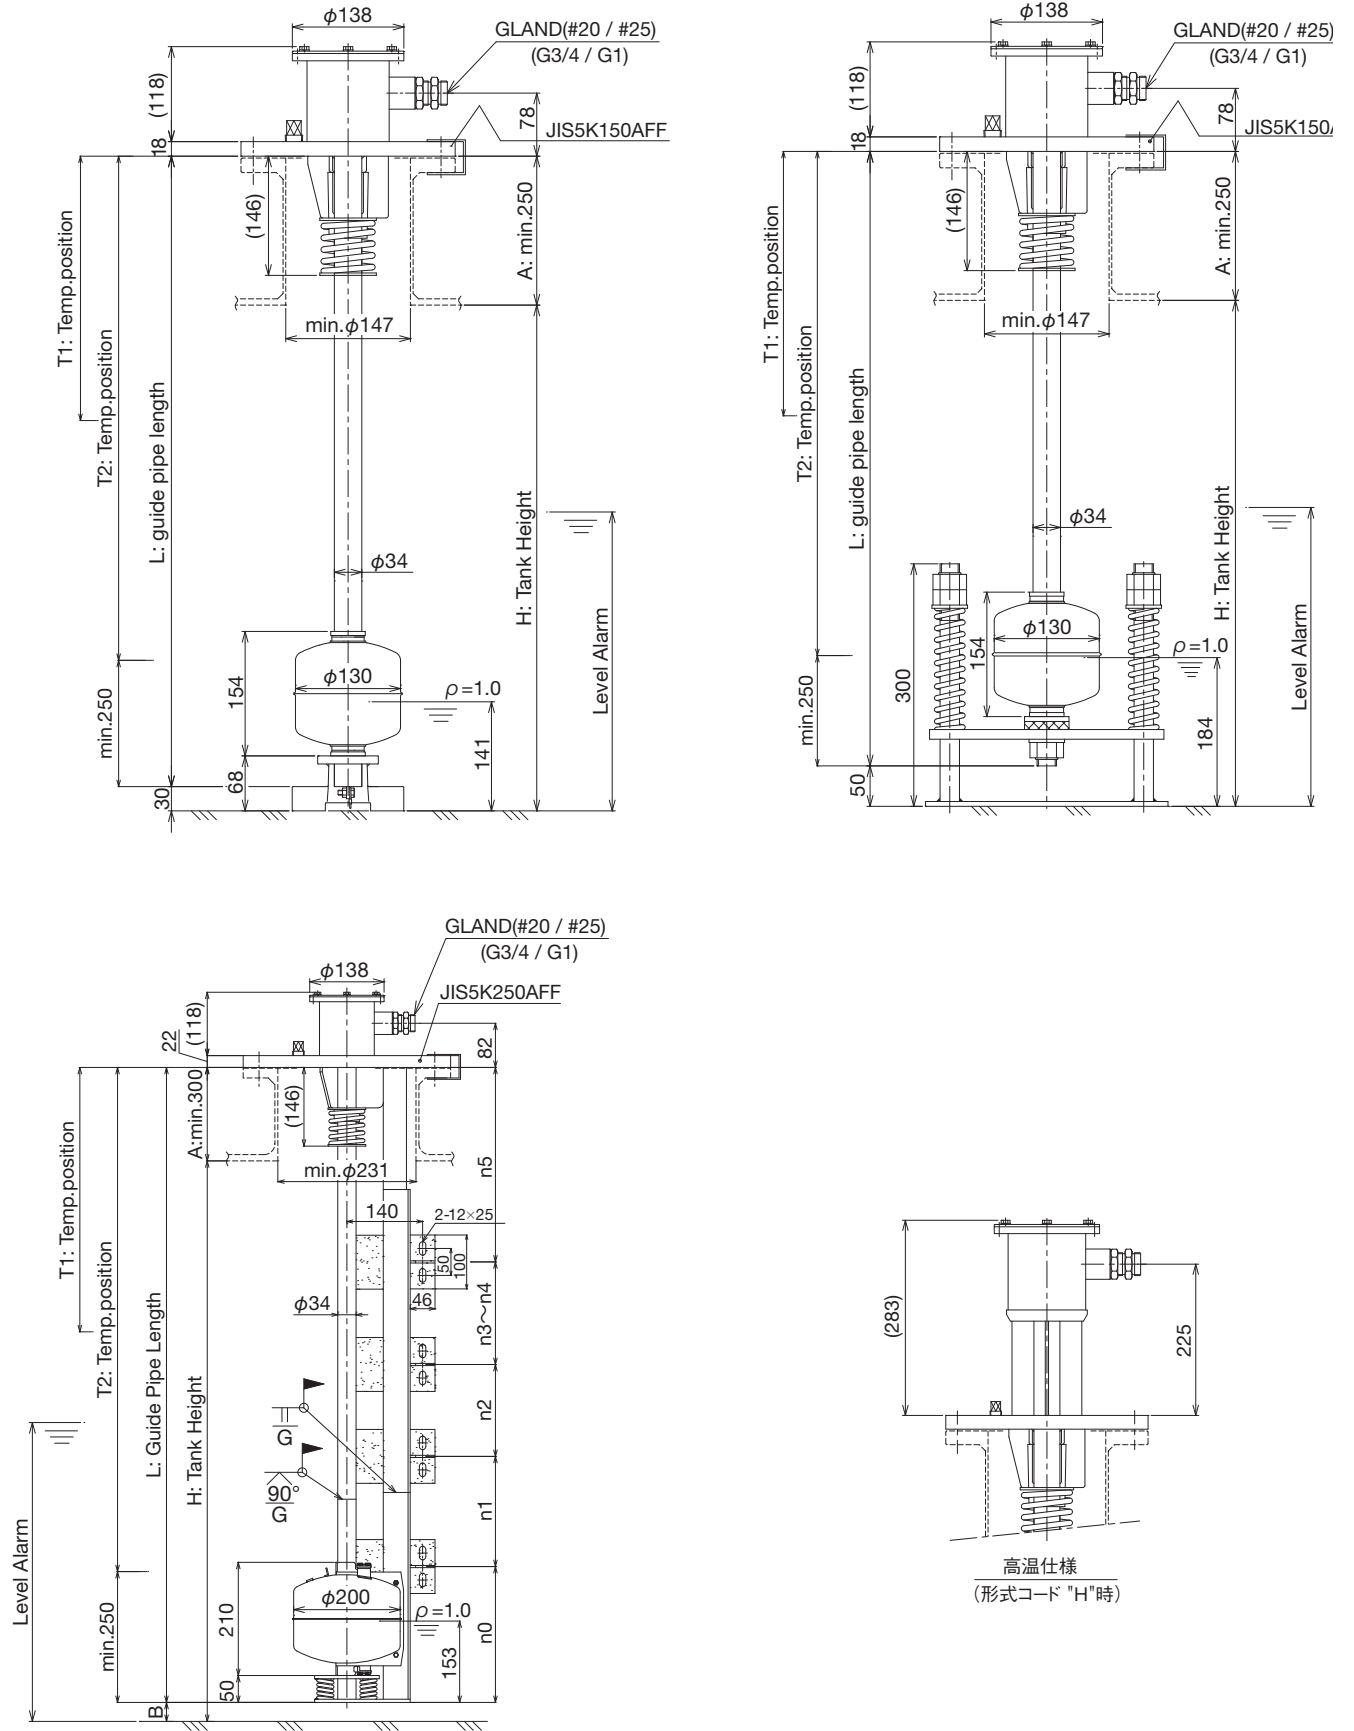 φ138
GLAND(#20 / #25)
(G3/4 / G1)
(118)
78
JIS5K150AFF
18
(146)
A: min.250
T1: Temp.position
min.φ147
T2: Temp.position
L: guide pipe length
φ34
H: Tank Height
Level Alarm
154
φ130
ρ=1.0
min.250
141
68
30
φ138
GLAND(#20 / #25)
(G3/4 / G1)
(118)
78
JIS5K150A
18
(146)
A: min.250
T1: Temp.position
min.φ147
T2: Temp.position
L: guide pipe length
φ34
H: Tank Height
Level Alarm
φ130
154
ρ=1.0
300
min.250
184
50
GLAND(#20 / #25)
(G3/4 / G1)
φ138
JIS5K250AFF
(118)
22
82
A:min.300
(146)
min.φ231
n5
T1: Temp.position
140
2-12×25
50
100
T2: Temp.position
46
φ34
n3~n4
L: Guide Pipe Length
H: Tank Height
n2
G
90°
G
n1
Level Alarm
φ200
210
ρ=1.0
n0
min.250
153
50
B
(283)
225
高温仕様
(形式コード "H"時)